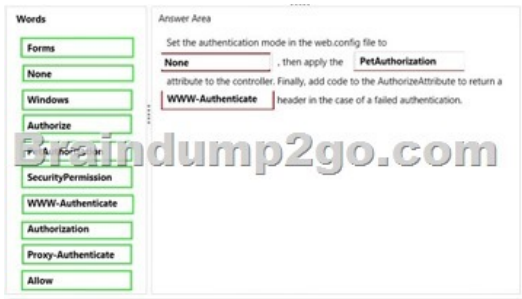 Words
Forms
None
Windows
Authorize
PetAuthorization
SecurityPermission
WWW-Authenticate
Authorization
Proxy-Authenticate
Allow
Answer Area
Set the authentication mode in the web.config file to
None , then apply the PetAuthorization
attribute to the controller. Finally, add code to the AuthorizeAttribute to return a
WWW-Authenticate header in the case of a failed authentication.
Braindump2go.com